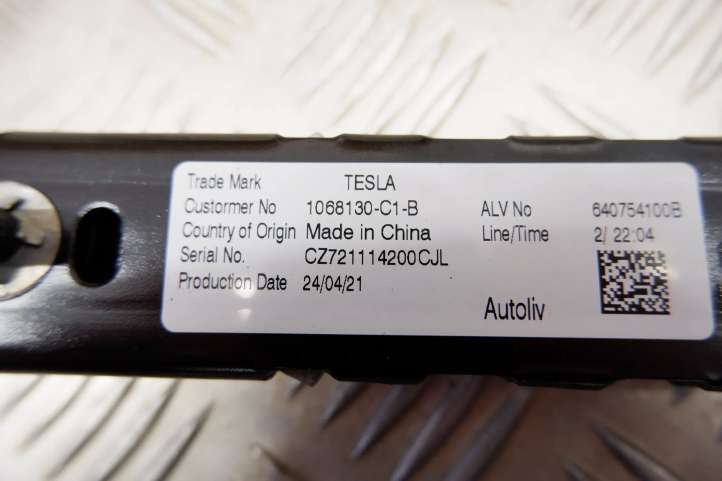 Trade Mark TESLA
Custormer No 1068130-C1-B ALV No 640754100B
Country of Origin Made in China Line/Time 2/ 22:04
Serial No. CZ721114200CJL
Production Date 24/04/21
Autoliv